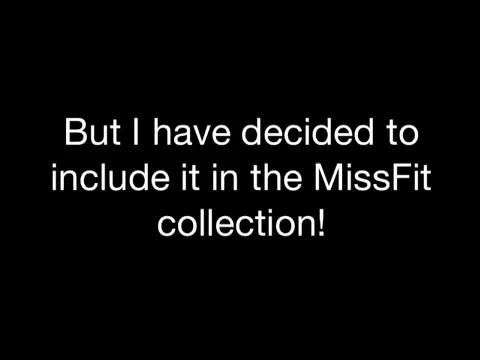 But I have decided to
include it in the MissFit
collection!